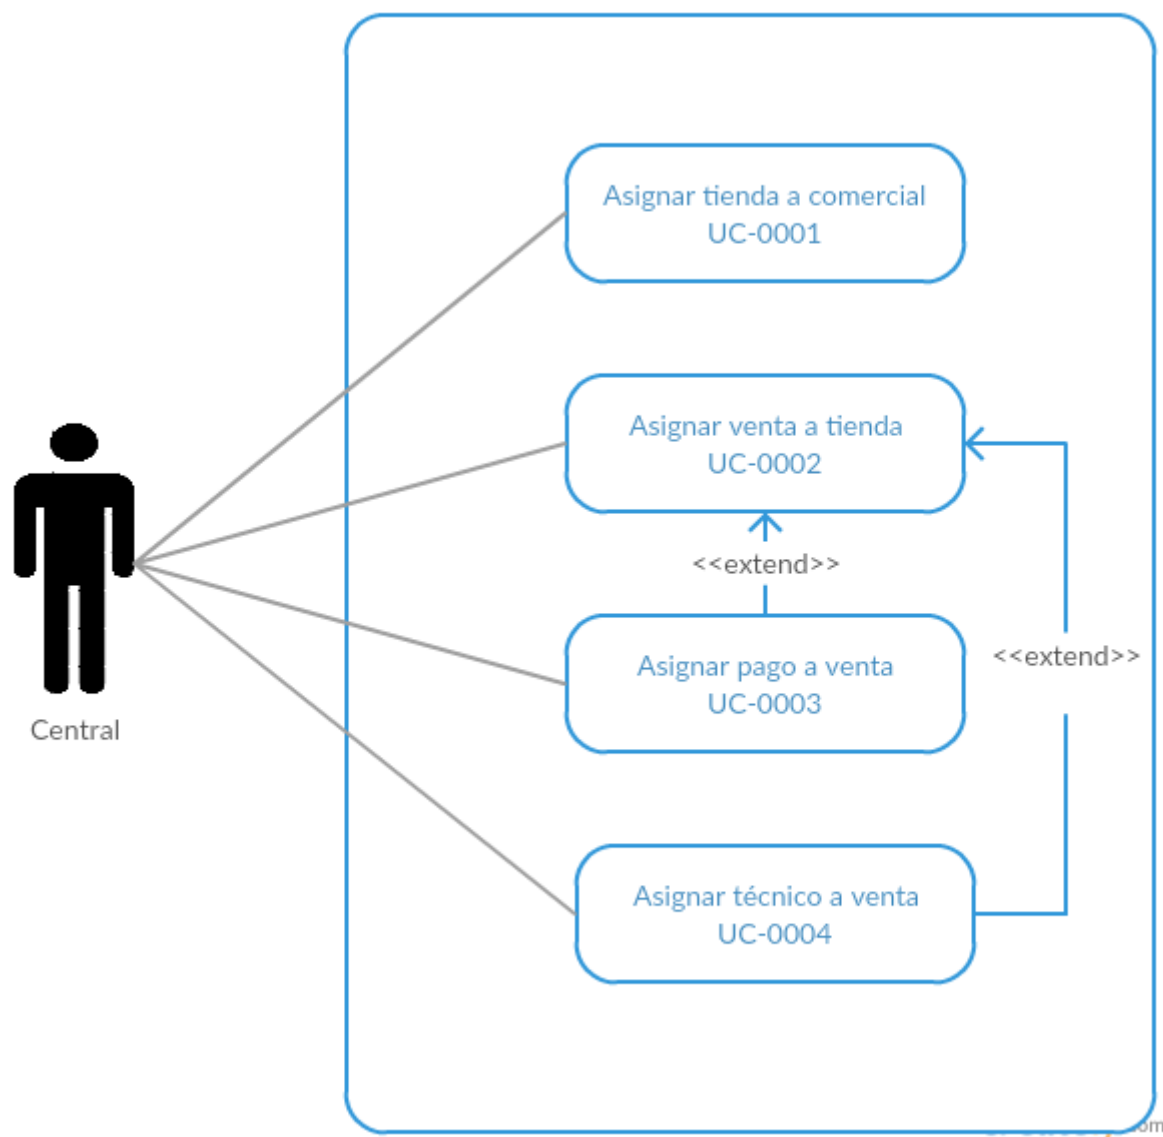 Asignar tienda a comercial
UC-0001
Asignar venta a tienda
UC-0002
<<extend>>
Asignar pago a venta
UC-0003
<<extend>>
Central
Asignar técnico a venta
UC-0004